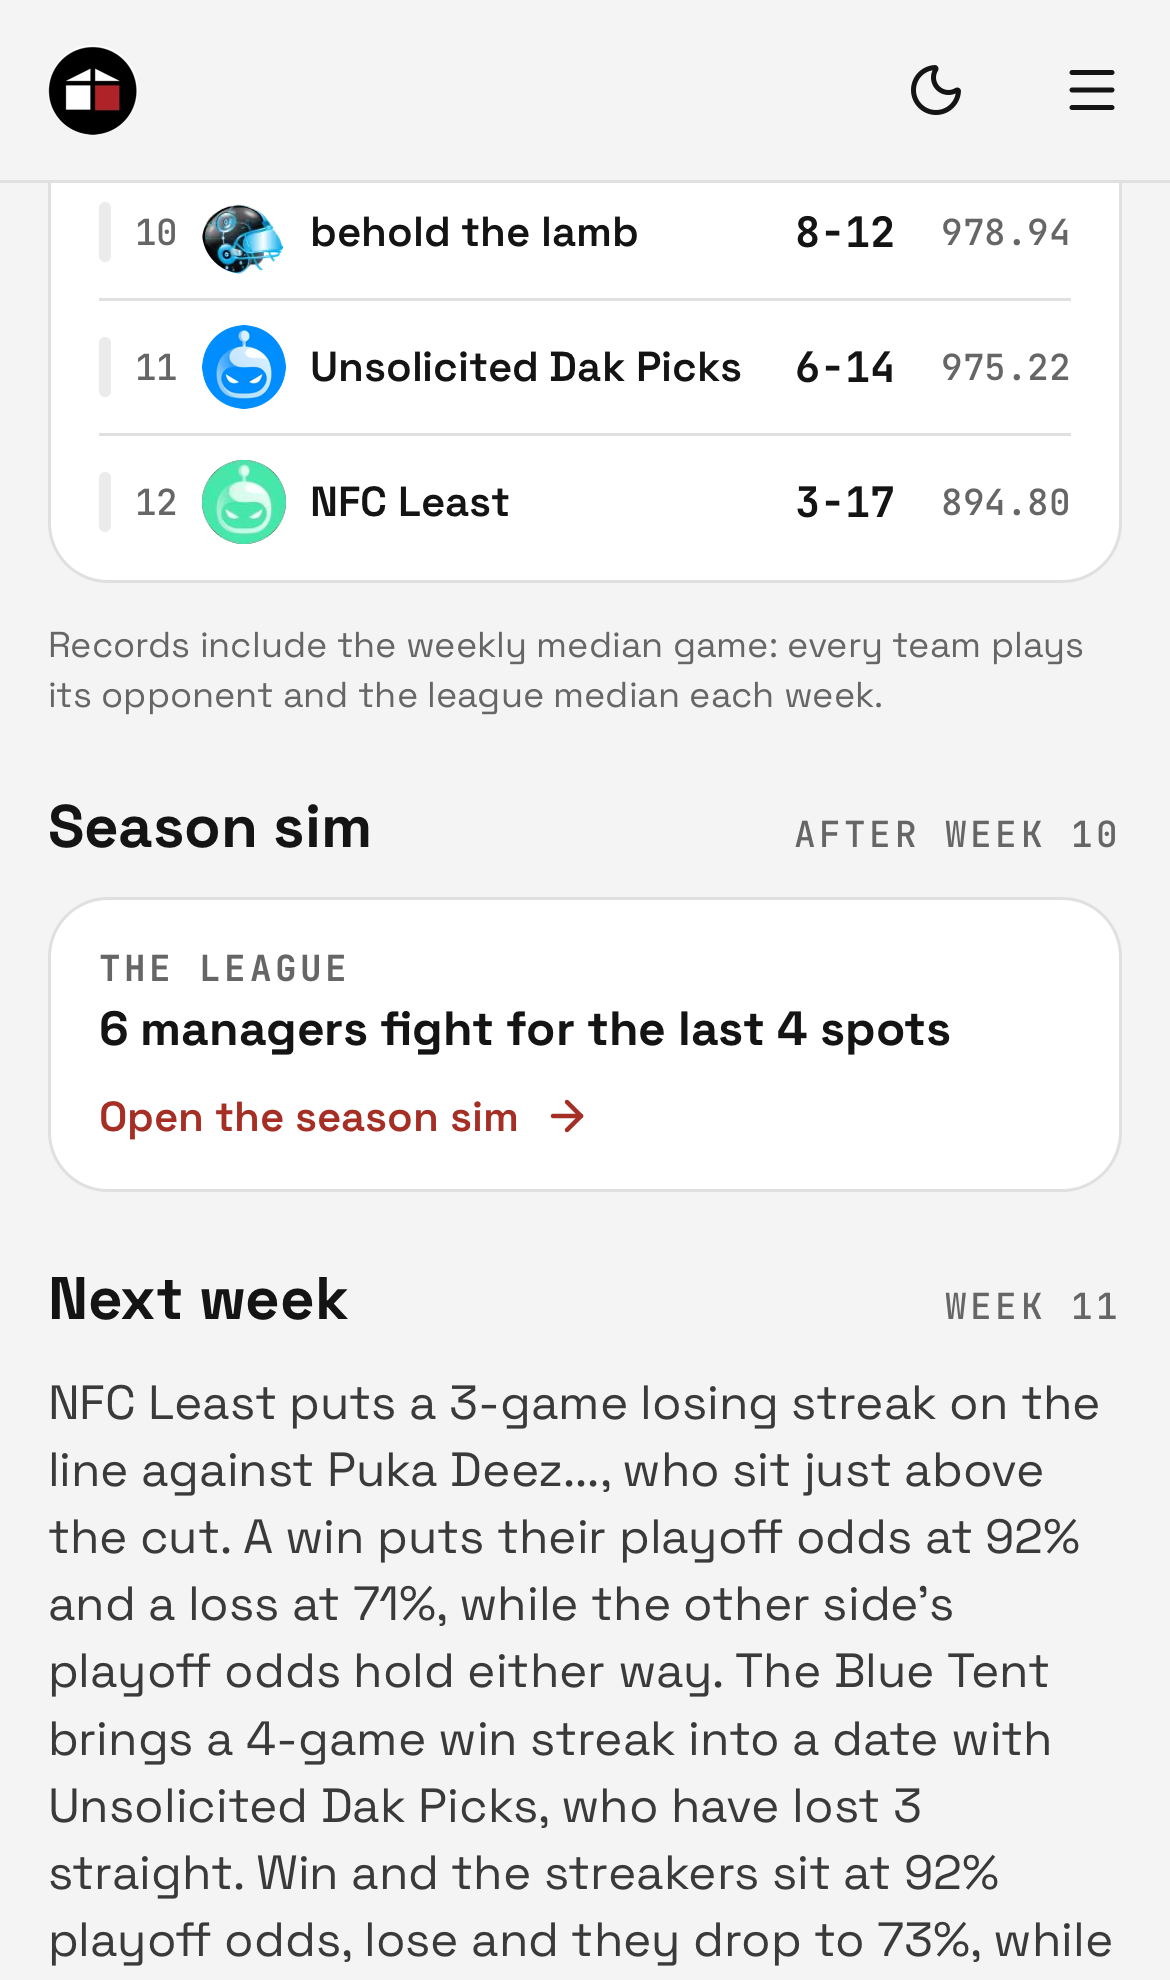 10 behold the lamb 8-12 978.94
11 Unsolicited Dak Picks 6-14 975.22
12 NFC Least 3-17 894.80
Records include the weekly median game: every team plays
its opponent and the league median each week.
Season sim AFTER WEEK 10
THE LEAGUE
6 managers fight for the last 4 spots
Open the season sim →
Next week WEEK 11
NFC Least puts a 3-game losing streak on the
line against Puka Deez..., who sit just above
the cut. A win puts their playoff odds at 92%
and a loss at 71%, while the other side’s
playoff odds hold either way. The Blue Tent
brings a 4-game win streak into a date with
Unsolicited Dak Picks, who have lost 3
straight. Win and the streakers sit at 92%
playoff odds, lose and they drop to 73%, while